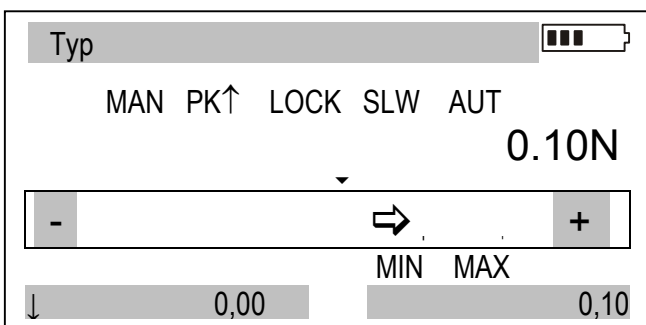 Typ
MAN PK↑ LOCK SLW AUT
0.10N
- +
MIN MAX
↓ 0,00 0,10